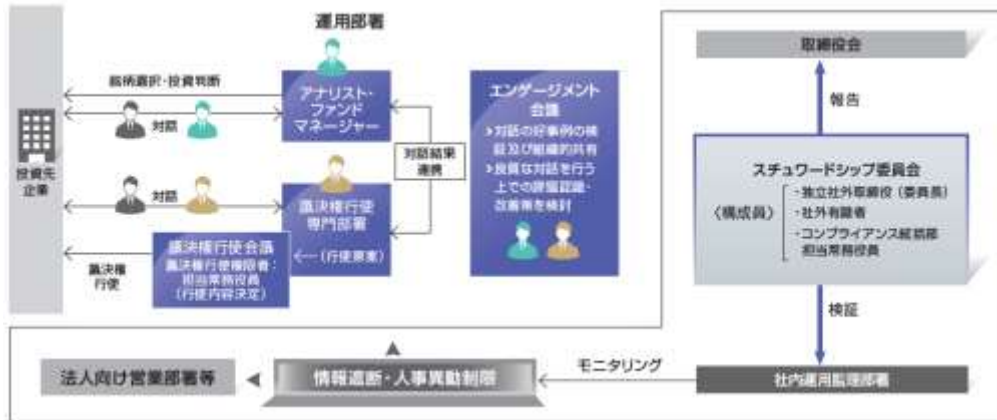 運用部署
銘柄選択・投資判断
対話
投資先
企業
アナリスト・
ファンド
マネージャー
対話
議決権行使
専門部署
←(行使原案)
議決権行使会議
議決権行使権限者:
担当常務役員
(行使内容決定)
議決権
行使
対話結果
連携
エンゲージメント
会議
›対話の好事例の検
証及び組織的共有
›良質な対話を行う
上での課題認識・
改善策を検討
取締役会
報告
スチュワードシップ委員会
〈構成員〉
・独立社外取締役(委員長)
・社外有識者
・コンプライアンス統括部
担当常務役員
検証
社内運用監理部署
モニタリング
情報遮断・人事異動制限
法人向け営業部署等